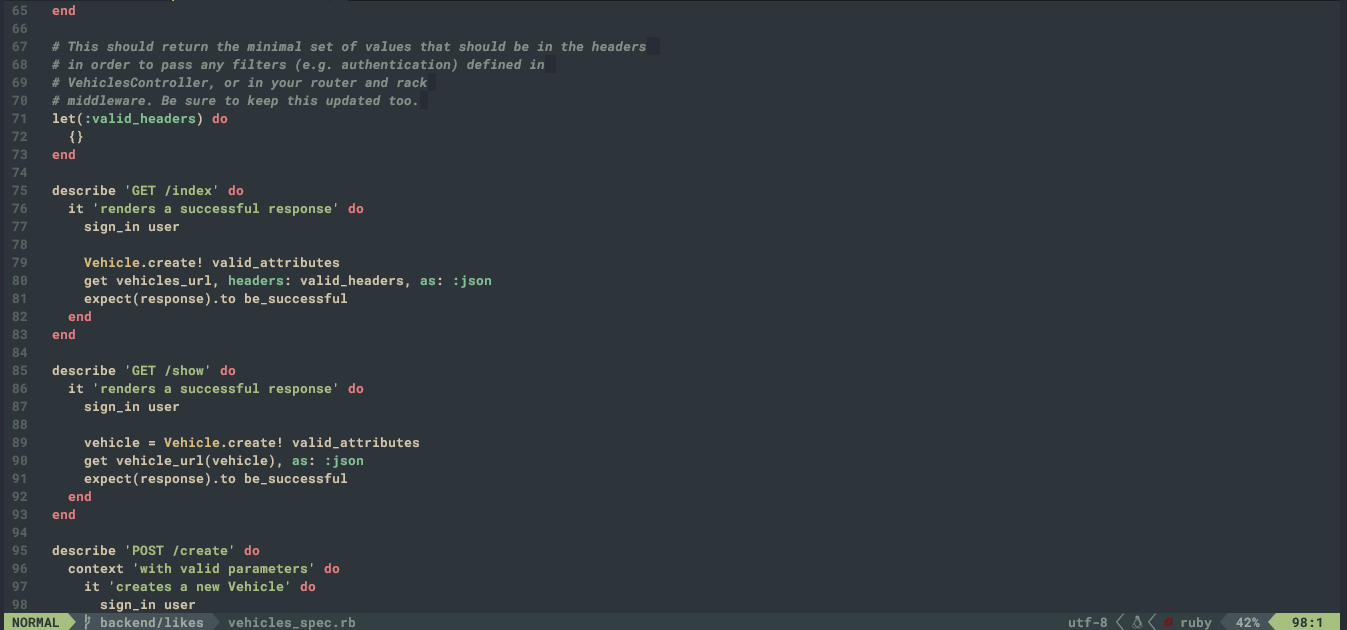 65 end
66
67 # This should return the minimal set of values that should be in the headers
68 # in order to pass any filters (e.g. authentication) defined in
69 # VehiclesController, or in your router and rack
70 # middleware. Be sure to keep this updated too.
71 let(:valid_headers) do
72   {}
73 end
74
75 describe 'GET /index' do
76   it 'renders a successful response' do
77     sign_in user
78
79     Vehicle.create! valid_attributes
80     get vehicles_url, headers: valid_headers, as: :json
81     expect(response).to be_successful
82   end
83 end
84
85 describe 'GET /show' do
86   it 'renders a successful response' do
87     sign_in user
88
89     vehicle = Vehicle.create! valid_attributes
90     get vehicle_url(vehicle), as: :json
91     expect(response).to be_successful
92   end
93 end
94
95 describe 'POST /create' do
96   context 'with valid parameters' do
97     it 'creates a new Vehicle' do
98       sign_in user
NORMAL backend/likes vehicles_spec.rb utf-8 ruby 42% 98:1